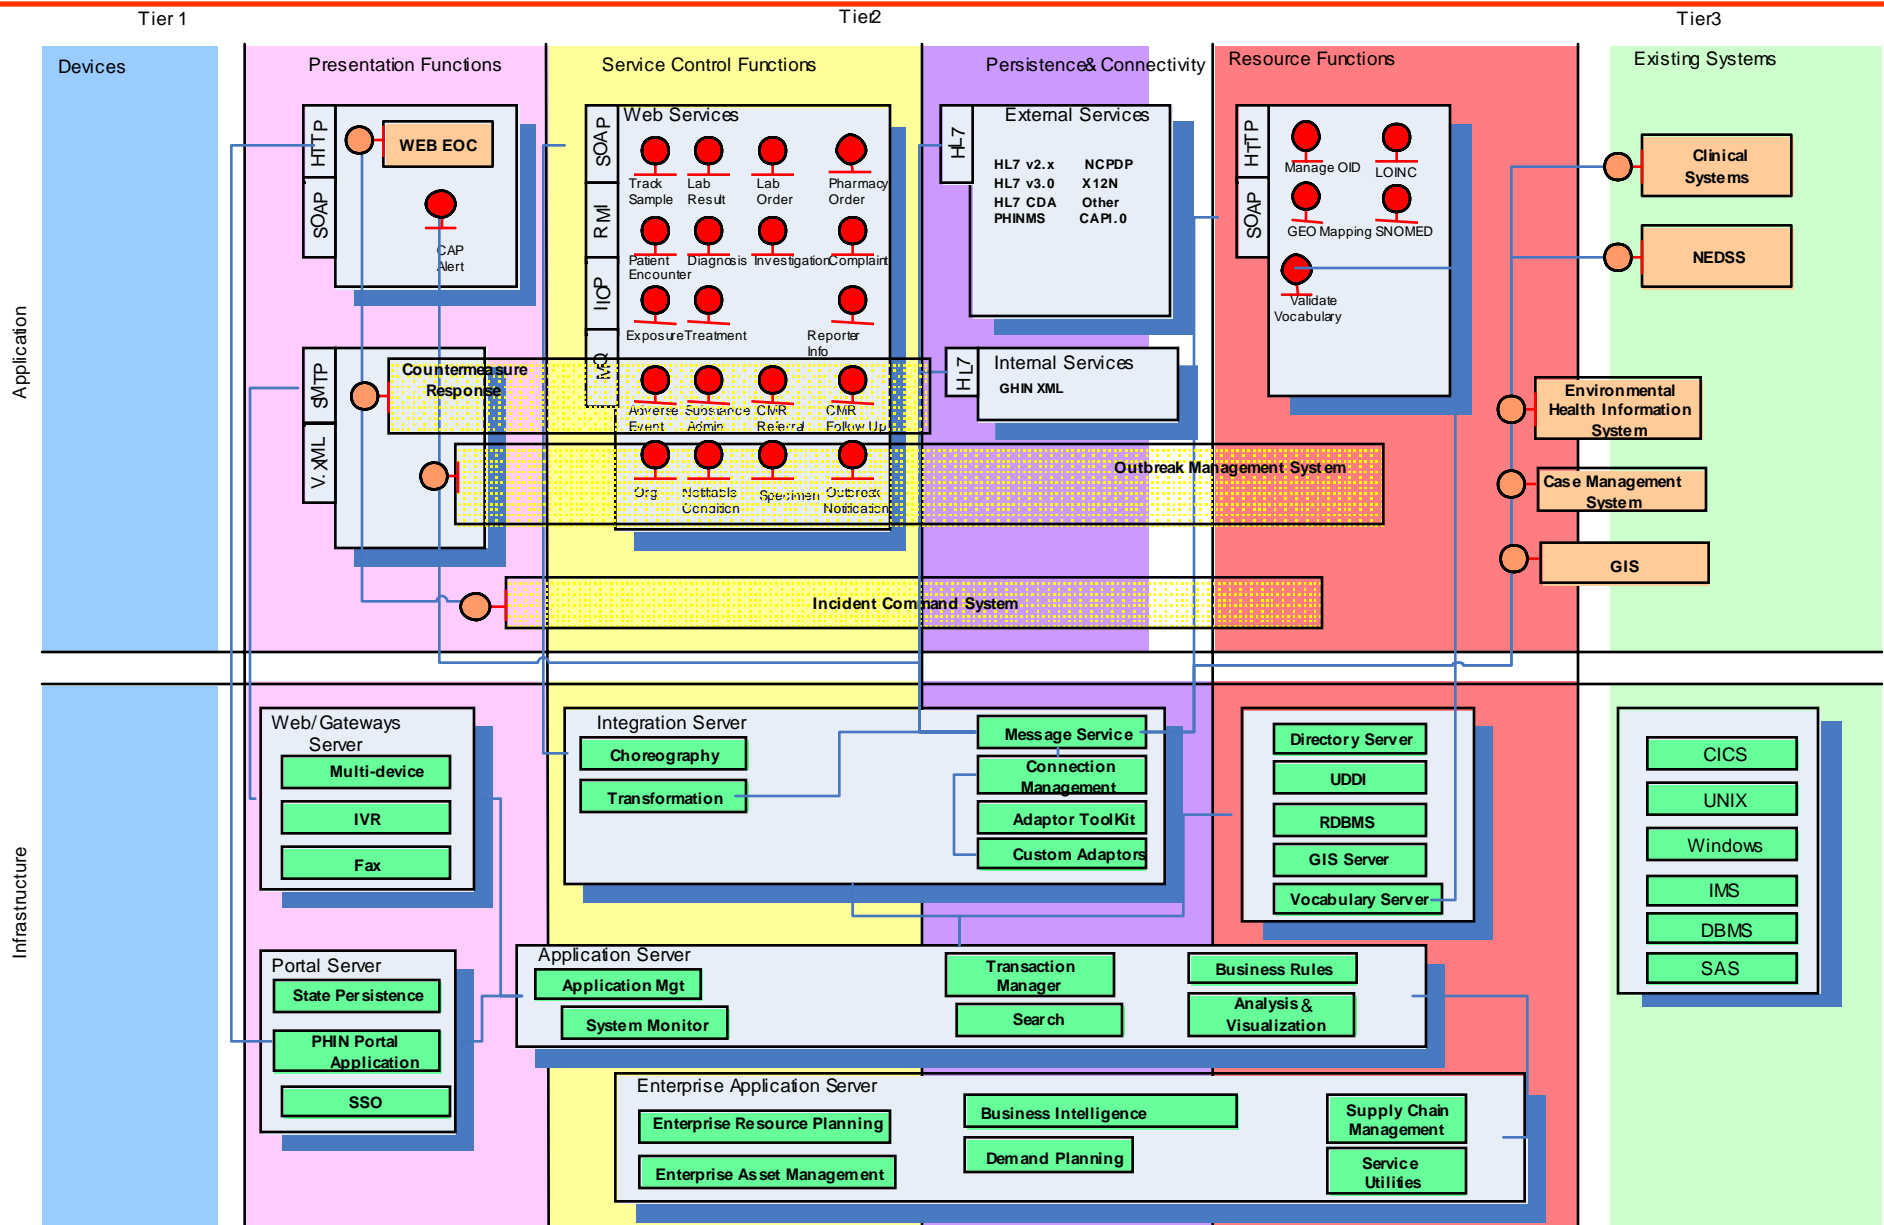 Tier 1
Tier2
Tier3
Devices
Presentation Functions
Service Control Functions
Persistence& Connectivity
Resource Functions
Existing Systems
Application
HTTP
SOAP
WEB EOC
CAP
Alert
SMTP
V.XML
SOAP
RMI
IIOP
MQ
Web Services
Track
Sample
Lab
Result
Lab
Order
Pharmacy
Order
Patient
Encounter
Diagnosis
Investigation
Complaint
Exposure
Treatment
Reporter
Info
Adverse
Event
Substance
Admin
CMR
Referral
CMR
Follow Up
Org
Notifiable
Condition
Specimen
Outbreak
Notification
Countermeasure
Response
Outbreak Management System
Incident Command System
HL7
External Services
HL7 v2.x
NCPDP
HL7 v3.0
X12N
HL7 CDA
Other
PHINMS
CAP1.0
HL7
Internal Services
GHIN XML
HTTP
SOAP
Manage OID
LOINC
GEO Mapping
SNOMED
Validate
Vocabulary
Clinical
Systems
NEDSS
Environmental
Health Information
System
Case Management
System
GIS
Infrastructure
Web/Gateways
Server
Multi-device
IVR
Fax
Portal Server
State Persistence
PHIN Portal
Application
SSO
Integration Server
Choreography
Transformation
Message Service
Connection
Management
Adaptor ToolKit
Custom Adaptors
Directory Server
UDDI
RDBMS
GIS Server
Vocabulary Server
CICS
UNIX
Windows
IMS
DBMS
SAS
Application Server
Application Mgt
System Monitor
Transaction
Manager
Search
Business Rules
Analysis &
Visualization
Enterprise Application Server
Enterprise Resource Planning
Enterprise Asset Management
Business Intelligence
Demand Planning
Supply Chain
Management
Service
Utilities